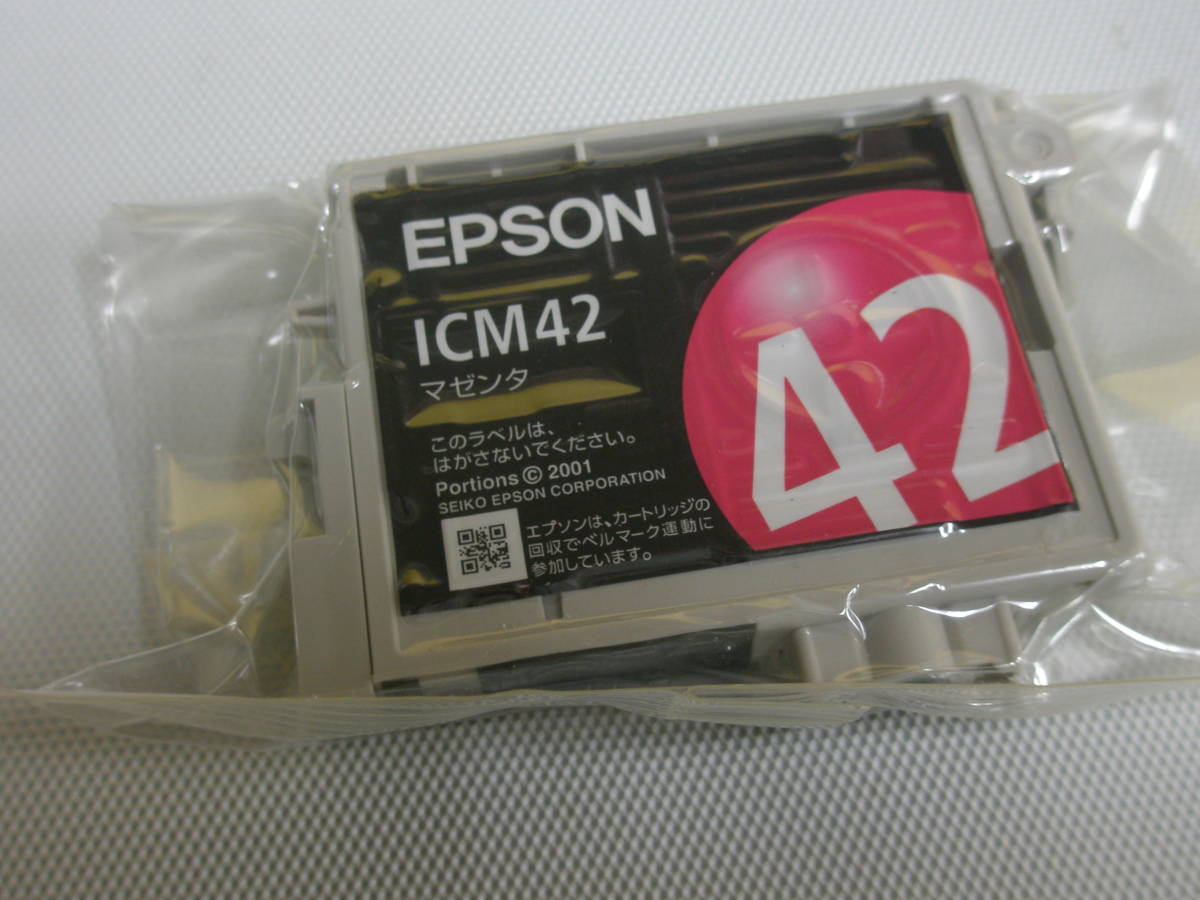 EPSON
ICM42
マゼンタ
このラベルは、
はがさないでください。
Portions © 2001
SEIKO EPSON CORPORATION
エプソンは、カートリッジの
回収でベルマーク運動に
参加しています。
42